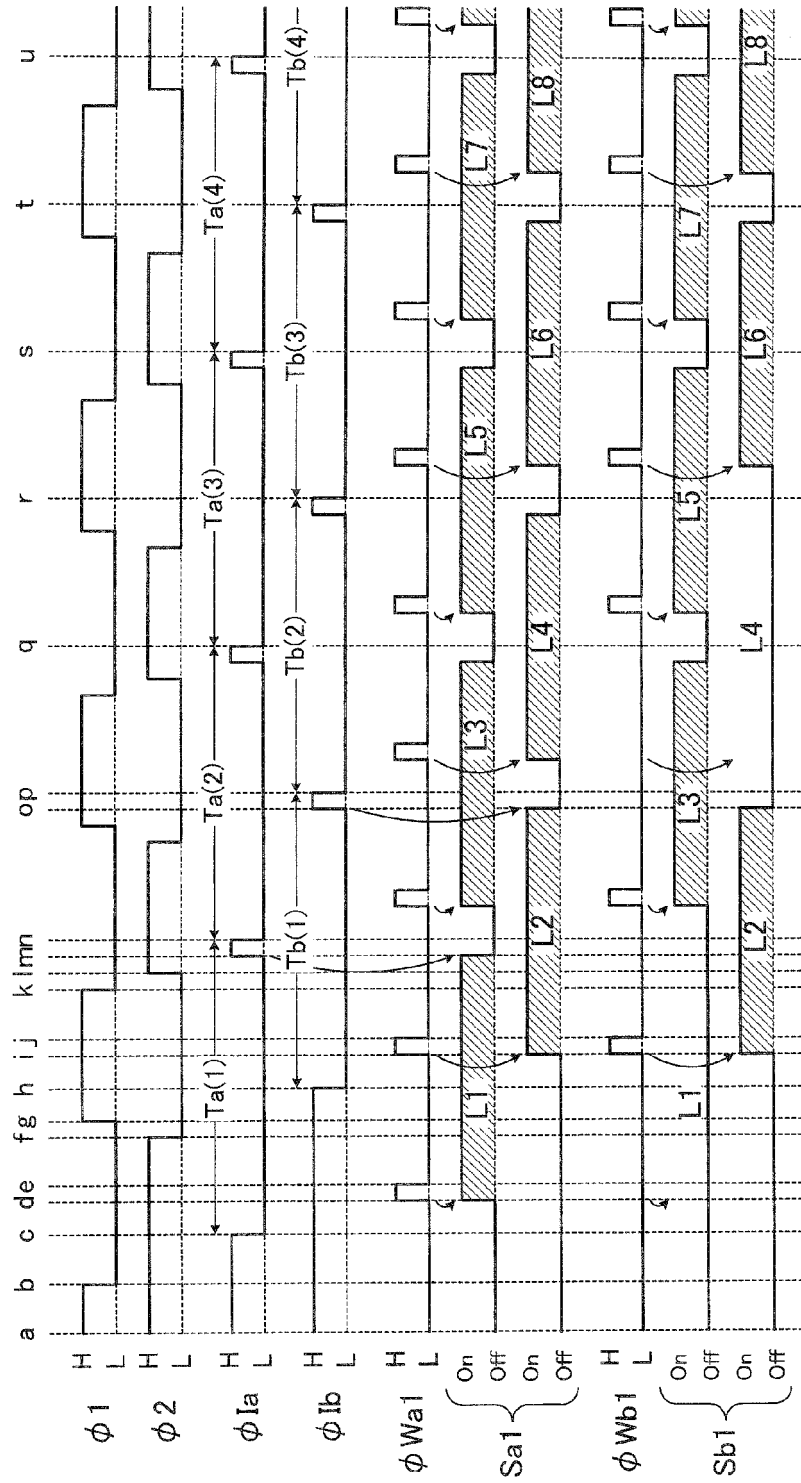 a b c d e f g h i j k l m n o p q r s t u
φ1 H L
φ2 H L
φIa H L
Ta(1) Ta(2) Ta(3) Ta(4)
φIb H L
Tb(1) Tb(2) Tb(3) Tb(4)
φWa1 H L
Sa1
On Off
L1 L3 L5 L7
On Off
L2 L4 L6 L8
φWb1 H L
Sb1
On Off
L1 L3 L5 L7
On Off
L2 L4 L6 L8